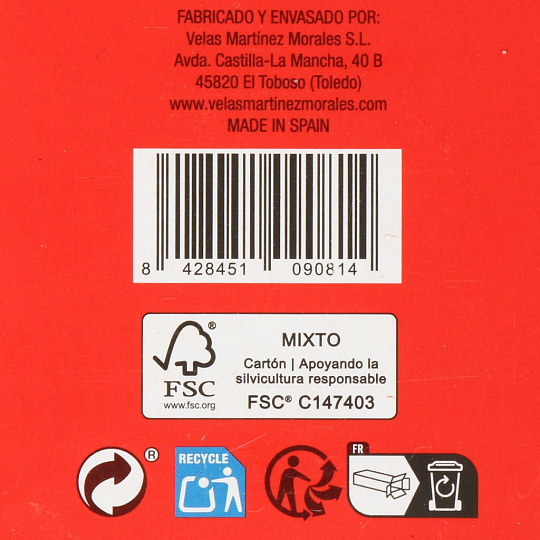 FABRICADO Y ENVASADO POR:
Velas Martínez Morales S.L.
Avda. Castilla-La Mancha, 40 B
45820 El Toboso (Toledo)
www.velasmartinezmorales.com
MADE IN SPAIN
8 428451 090814
FSC®
www.fsc.org
MIXTO
Cartón | Apoyando la
silvicultura responsable
FSC® C147403
®
RECYCLE
FR